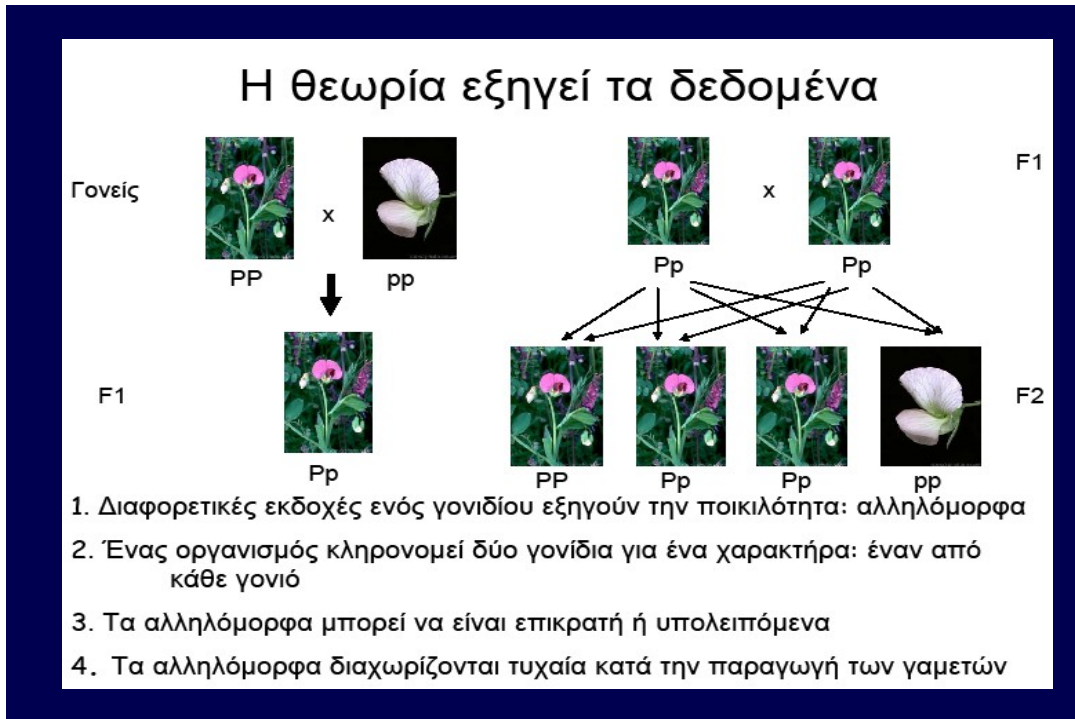 Η θεωρία εξηγεί τα δεδομένα
Γονείς
x
PP
pp
F1
Pp
x
F1
Pp
Pp
F2
PP
Pp
Pp
pp
1. Διαφορετικές εκδοχές ενός γονιδίου εξηγούν την ποικιλότητα: αλληλόμορφα
2. Ένας οργανισμός κληρονομεί δύο γονίδια για ένα χαρακτήρα: έναν από
κάθε γονιό
3. Τα αλληλόμορφα μπορεί να είναι επικρατή ή υπολειπόμενα
4. Τα αλληλόμορφα διαχωρίζονται τυχαία κατά την παραγωγή των γαμετών